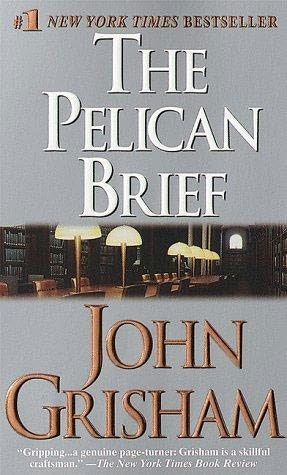 #1 NEW YORK TIMES BESTSELLER
THE
PELICAN
BRIEF
JOHN
GRISHAM
"Gripping...a genuine page-turner: Grisham is a skillful
craftsman." —The New York Times Book Review